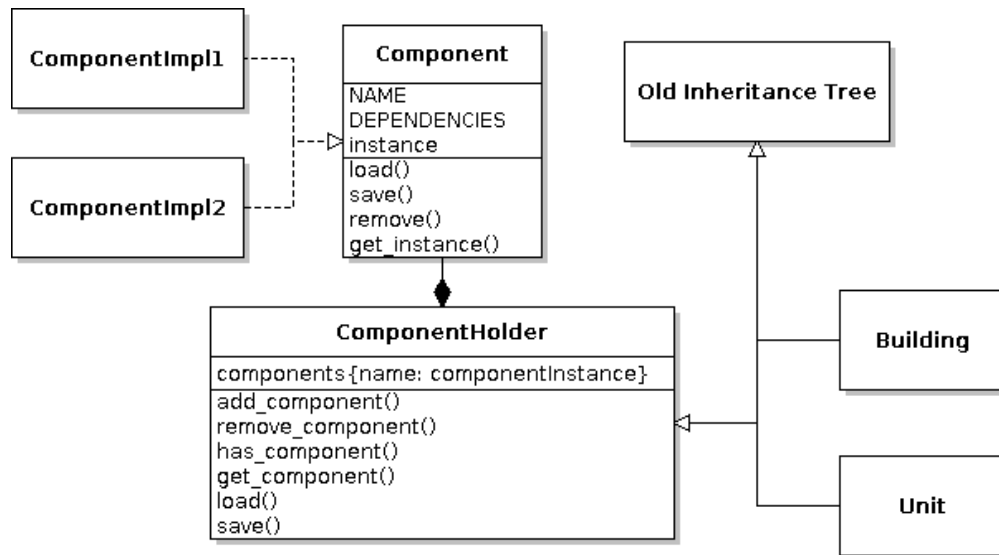 ComponentImpl1
ComponentImpl2
Component
NAME
DEPENDENCIES
instance
load()
save()
remove()
get_instance()
Old Inheritance Tree
ComponentHolder
components{name: componentInstance}
add_component()
remove_component()
has_component()
get_component()
load()
save()
Building
Unit